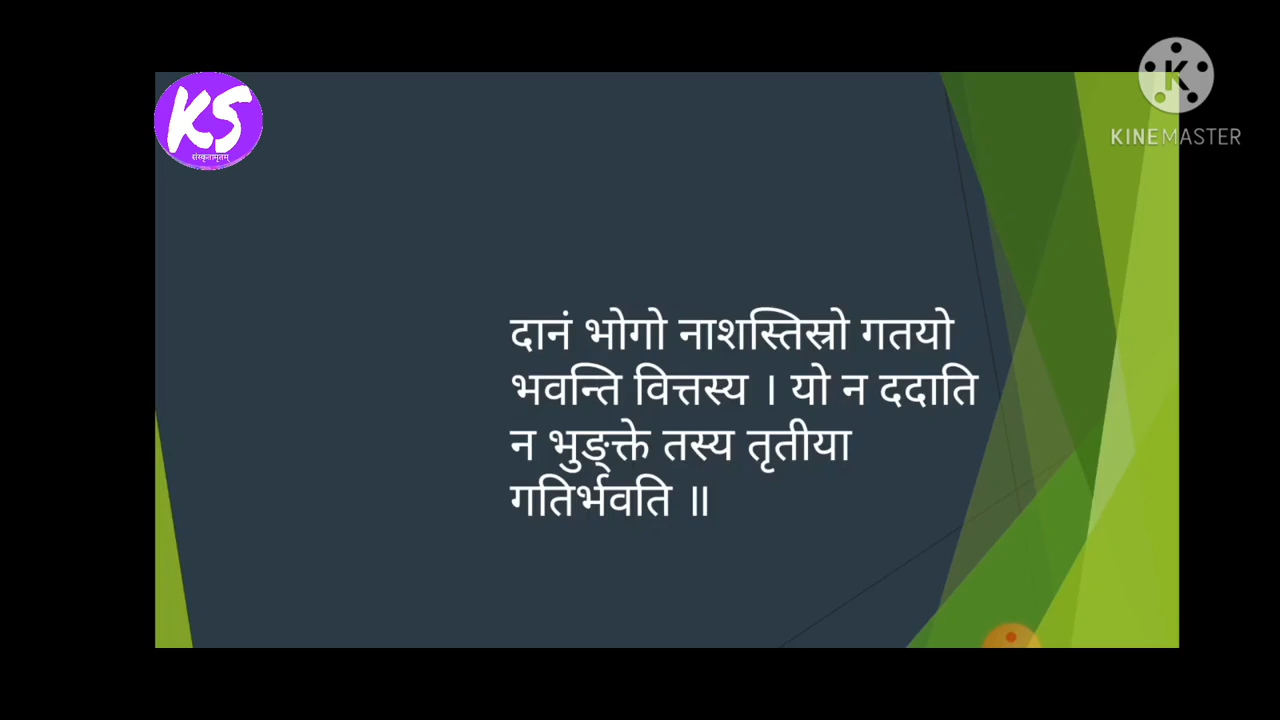 KS
संस्कृतामृतम्
K
KINEMASTER
दानं भोगो नाशस्तिस्रो गतयो
भवन्ति वित्तस्य । यो न ददाति
न भुङ्क्ते तस्य तृतीया
गतिर्भवति ॥